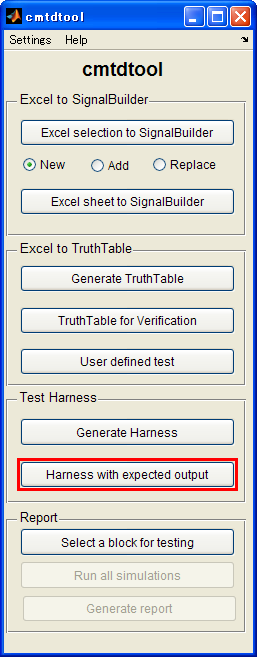 cmtdtool
Settings Help
cmtdtool
Excel to SignalBuilder
Excel selection to SignalBuilder
New Add Replace
Excel sheet to SignalBuilder
Excel to TruthTable
Generate TruthTable
TruthTable for Verification
User defined test
Test Harness
Generate Harness
Harness with expected output
Report
Select a block for testing
Run all simulations
Generate report